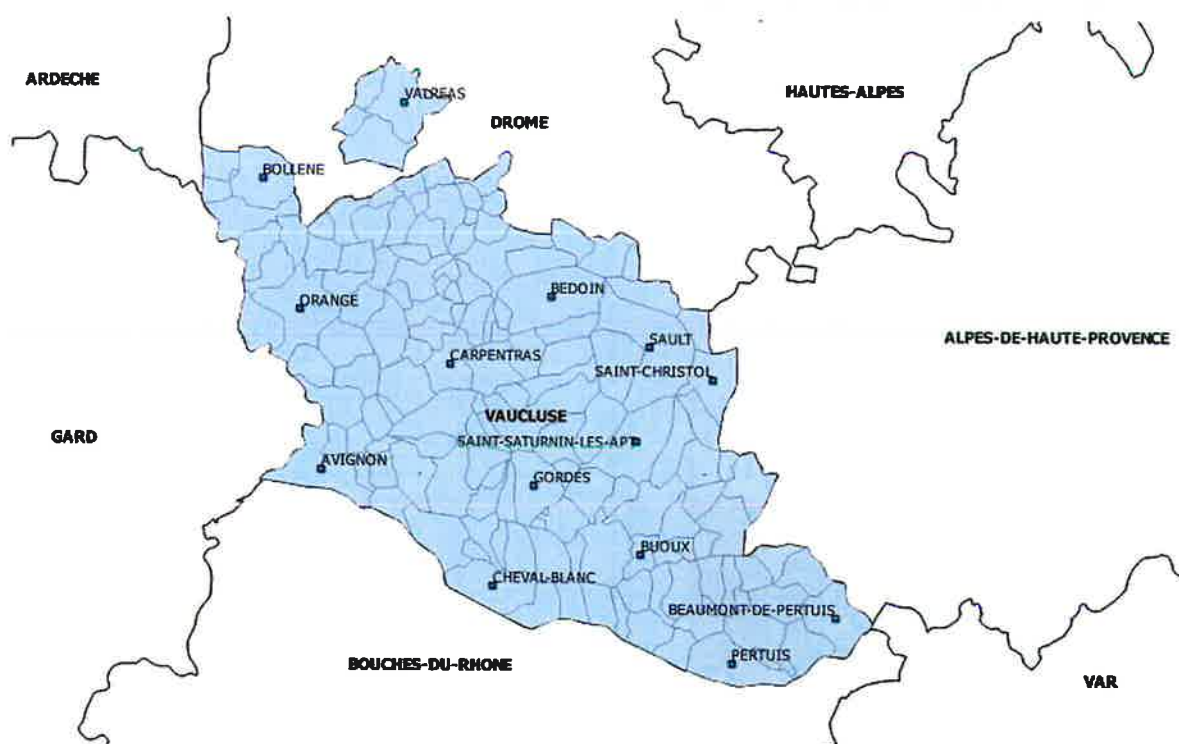 ARDECHE
HAUTES-ALPES
VALREAS
DROME
BOLLENE
ORANGE
BEDOIN
SAULT
ALPES-DE-HAUTE-PROVENCE
CARPENTRAS
SAINT-CHRISTOL
VAUCLUSE
GARD
SAINT-SATURNIN-LES-APT
AVIGNON
GORDES
BUOUX
CHEVAL-BLANC
BEAUMONT-DE-PERTUIS
PERTUIS
BOUCHES-DU-RHONE
VAR